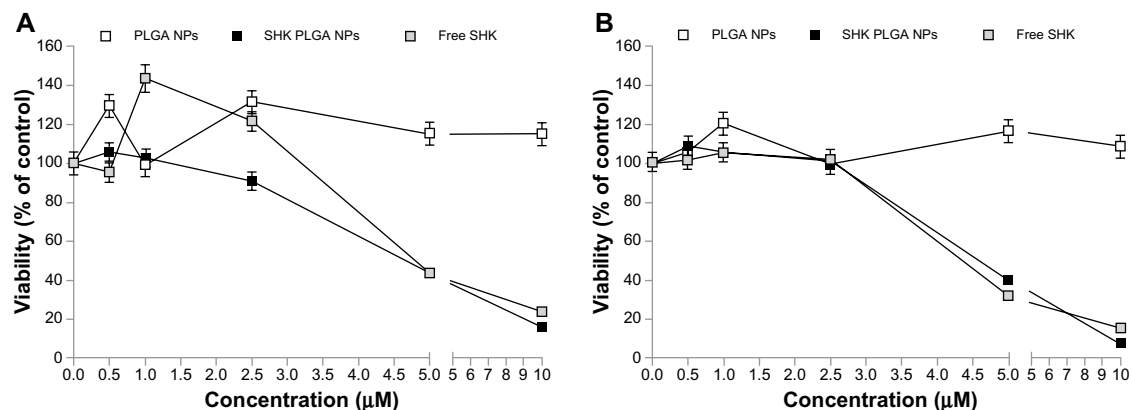 A
PLGA NPs SHK PLGA NPs Free SHK
160
140
120
100
80
60
40
20
0
Viability (% of control)
0.0 0.5 1.0 1.5 2.0 2.5 3.0 3.5 4.0 4.5 5.0 5 6 7 8 9 10
Concentration (μM)
B
PLGA NPs SHK PLGA NPs Free SHK
160
140
120
100
80
60
40
20
0
Viability (% of control)
0.0 0.5 1.0 1.5 2.0 2.5 3.0 3.5 4.0 4.5 5.0 5 6 7 8 9 10
Concentration (μM)